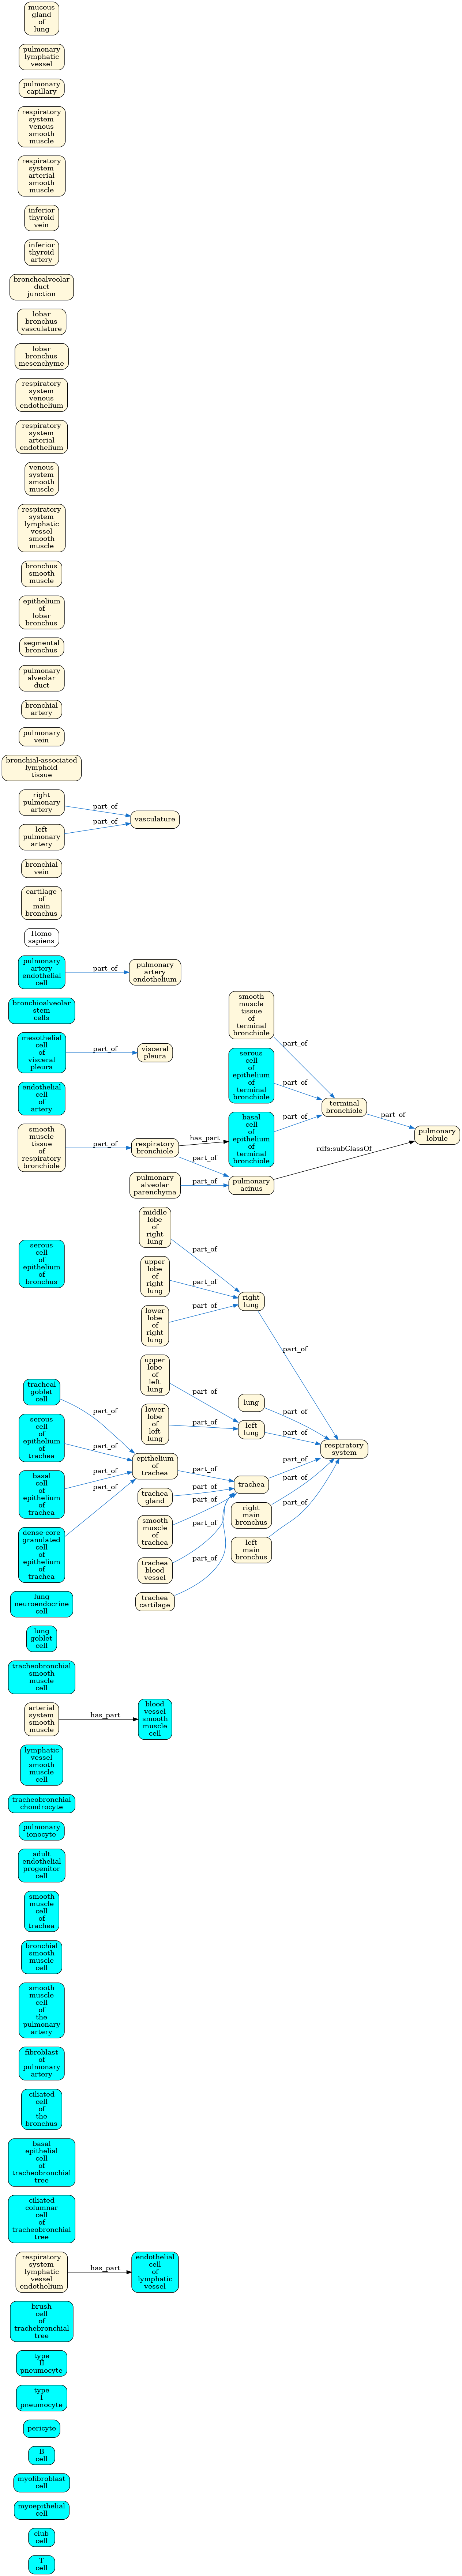 mucous
gland
of
lung
pulmonary
lymphatic
vessel
pulmonary
capillary
respiratory
system
venous
smooth
muscle
respiratory
system
arterial
smooth
muscle
inferior
thyroid
vein
inferior
thyroid
artery
bronchoalveolar
duct
junction
lobar
bronchus
vasculature
lobar
bronchus
mesenchyme
respiratory
system
venous
endothelium
respiratory
system
arterial
endothelium
venous
system
smooth
muscle
respiratory
system
lymphatic
vessel
smooth
muscle
bronchus
smooth
muscle
epithelium
of
lobar
bronchus
segmental
bronchus
pulmonary
alveolar
duct
bronchial
artery
pulmonary
vein
bronchial-associated
lymphoid
tissue
right
pulmonary
artery
part_of
vasculature
left
pulmonary
artery
part_of
bronchial
vein
cartilage
of
main
bronchus
Homo
sapiens
pulmonary
artery
endothelial
cell
part_of
pulmonary
artery
endothelium
bronchioalveolar
stem
cells
smooth
muscle
tissue
of
terminal
bronchiole
part_of
mesothelial
cell
of
visceral
pleura
part_of
visceral
pleura
serous
cell
of
epithelium
of
terminal
bronchiole
part_of
terminal
bronchiole
part_of
pulmonary
lobule
endothelial
cell
of
artery
basal
cell
of
epithelium
of
terminal
bronchiole
part_of
smooth
muscle
tissue
of
respiratory
bronchiole
part_of
respiratory
bronchiole
has_part
part_of
rdfs:subClassOf
pulmonary
alveolar
parenchyma
part_of
pulmonary
acinus
middle
lobe
of
right
lung
part_of
serous
cell
of
epithelium
of
bronchus
upper
lobe
of
right
lung
part_of
right
lung
part_of
lower
lobe
of
right
lung
part_of
upper
lobe
of
left
lung
part_of
lung
part_of
tracheal
goblet
cell
part_of
lower
lobe
of
left
lung
part_of
left
lung
part_of
respiratory
system
serous
cell
of
epithelium
of
trachea
part_of
epithelium
of
trachea
part_of
trachea
part_of
basal
cell
of
epithelium
of
trachea
part_of
trachea
gland
part_of
right
main
bronchus
part_of
dense-core
granulated
cell
of
epithelium
of
trachea
part_of
smooth
muscle
of
trachea
part_of
left
main
bronchus
part_of
trachea
blood
vessel
part_of
trachea
cartilage
part_of
lung
neuroendocrine
cell
lung
goblet
cell
tracheobronchial
smooth
muscle
cell
arterial
system
smooth
muscle
has_part
blood
vessel
smooth
muscle
cell
lymphatic
vessel
smooth
muscle
cell
tracheobronchial
chondrocyte
pulmonary
ionocyte
adult
endothelial
progenitor
cell
smooth
muscle
cell
of
trachea
bronchial
smooth
muscle
cell
smooth
muscle
cell
of
the
pulmonary
artery
fibroblast
of
pulmonary
artery
ciliated
cell
of
the
bronchus
basal
epithelial
cell
of
tracheobronchial
tree
ciliated
columnar
cell
of
tracheobronchial
tree
respiratory
system
lymphatic
vessel
endothelium
has_part
endothelial
cell
of
lymphatic
vessel
brush
cell
of
trachebronchial
tree
type
II
pneumocyte
type
I
pneumocyte
pericyte
B
cell
myofibroblast
cell
myoepithelial
cell
club
cell
T
cell